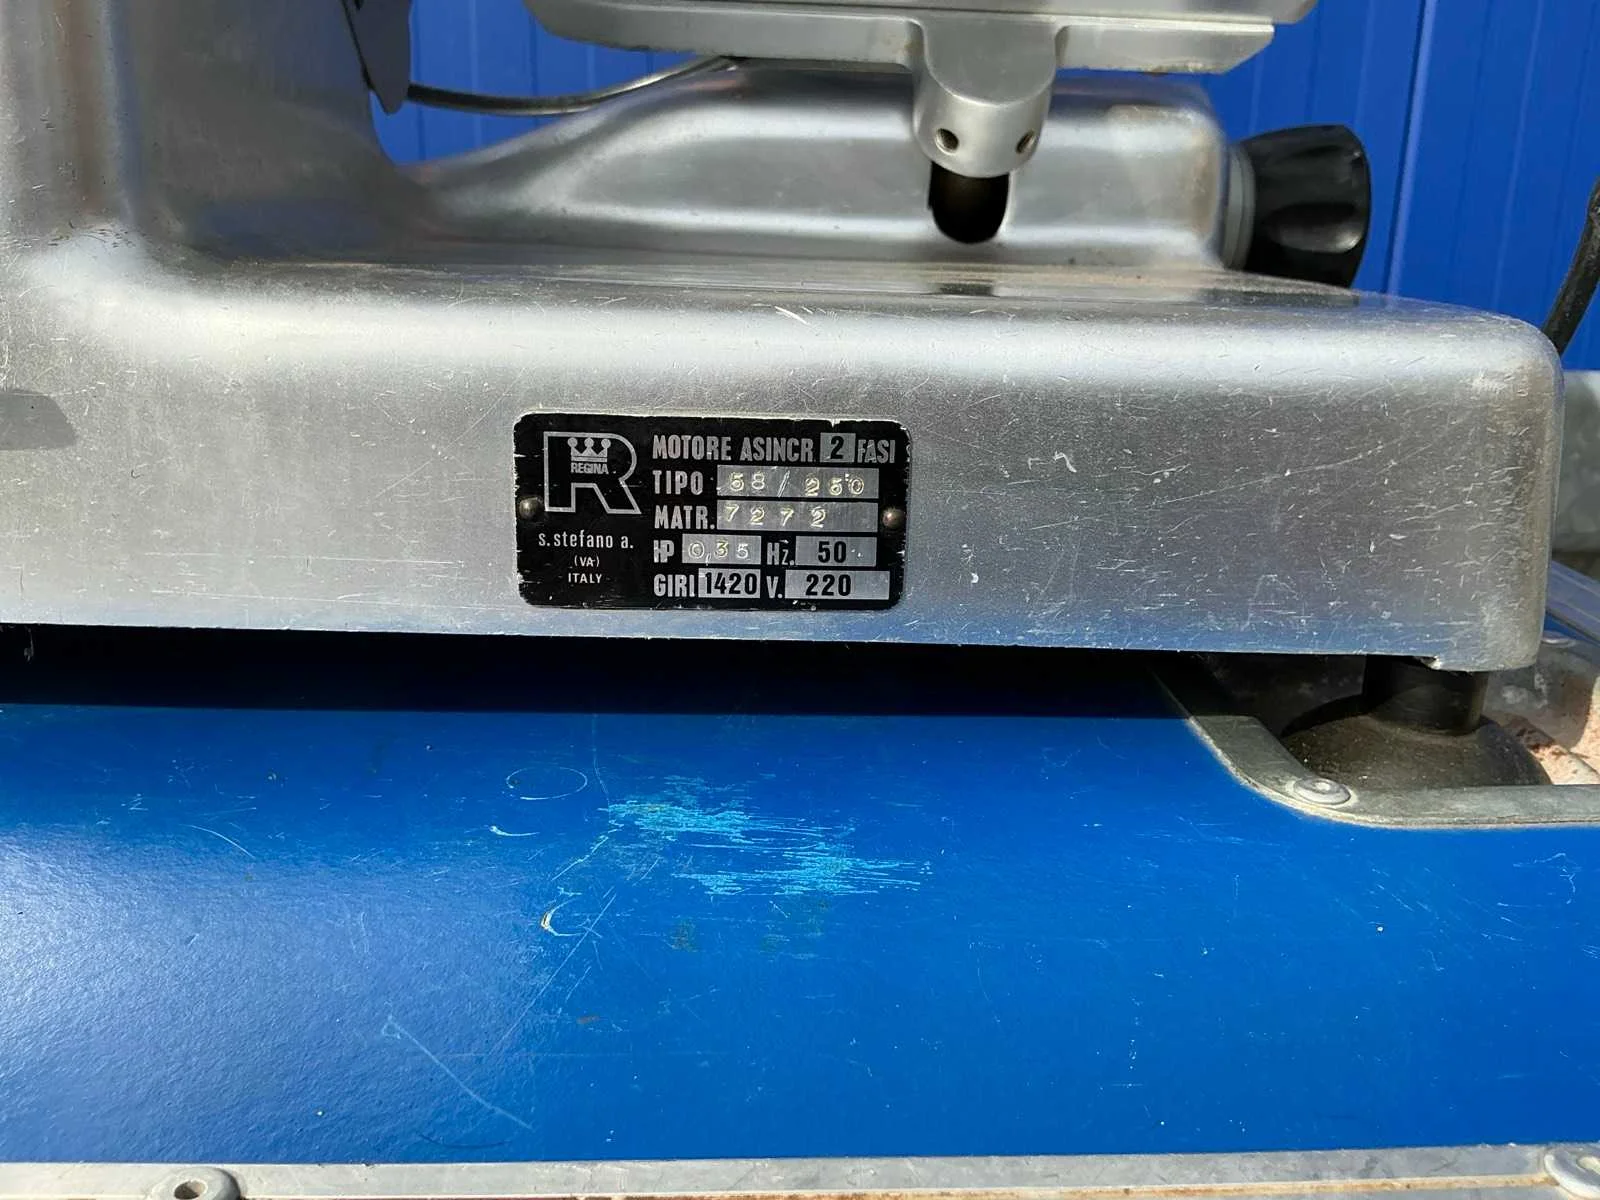 REGINA
s.stefano a.
(VA)
ITALY
MOTORE ASINCR. 2 FASI
TIPO 58/250
MATR. 7272
HP 0,35 Hz. 50
GIRI 1420 V. 220